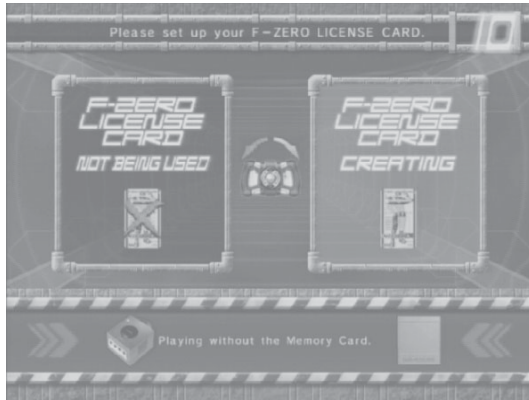 Please set up your F-ZERO LICENSE CARD.
10
F-ZERO
LICENSE
CARD
NOT BEING USED
F-ZERO
LICENSE
CARD
CREATING
Playing without the Memory Card.